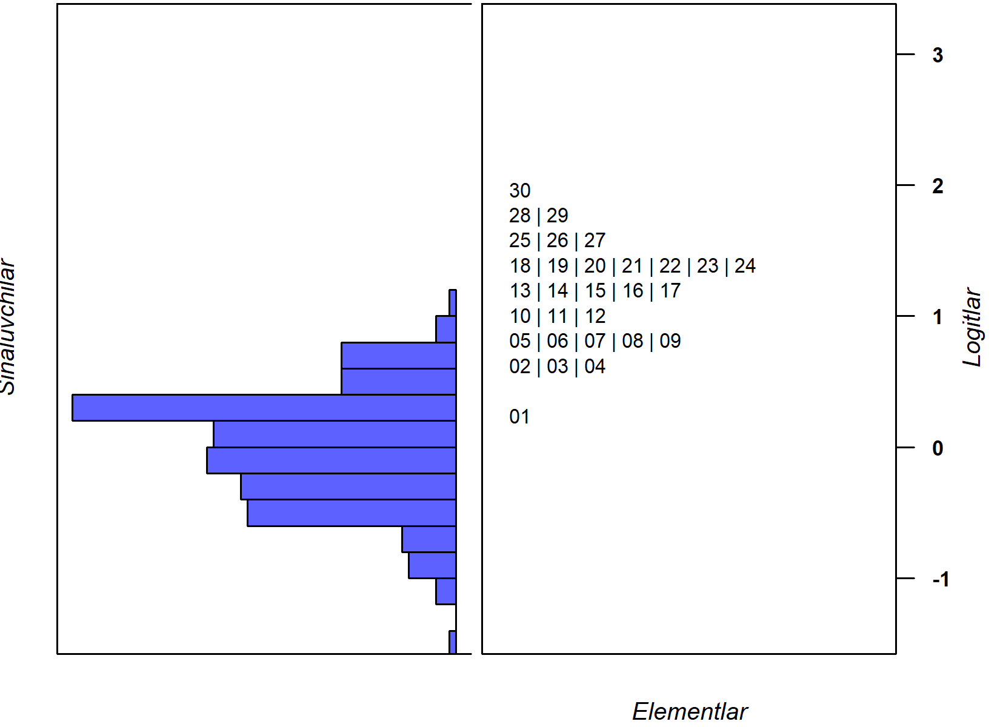 Sinaluvchilar
30
28 | 29
25 | 26 | 27
18 | 19 | 20 | 21 | 22 | 23 | 24
13 | 14 | 15 | 16 | 17
10 | 11 | 12
05 | 06 | 07 | 08 | 09
02 | 03 | 04
01
3
2
1
0
-1
Logitlar
Elementlar